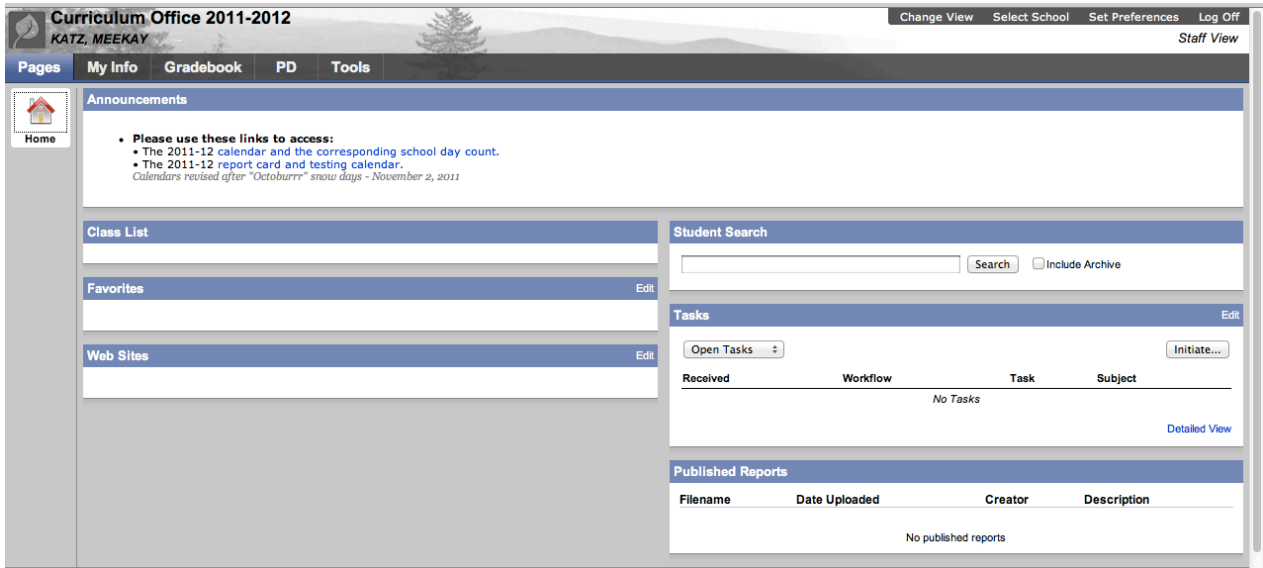 Curriculum Office 2011-2012
Change View Select School Set Preferences Log Off
KATZ, MEEKAY
Staff View
Pages My Info Gradebook PD Tools
Home
Announcements
• Please use these links to access:
• The 2011-12 calendar and the corresponding school day count.
• The 2011-12 report card and testing calendar.
Calendars revised after "Octoburrr" snow days - November 2, 2011
Class List
Favorites Edit
Web Sites Edit
Student Search
Search Include Archive
Tasks Edit
Open Tasks Initiate...
Received Workflow Task Subject
No Tasks
Detailed View
Published Reports
Filename Date Uploaded Creator Description
No published reports